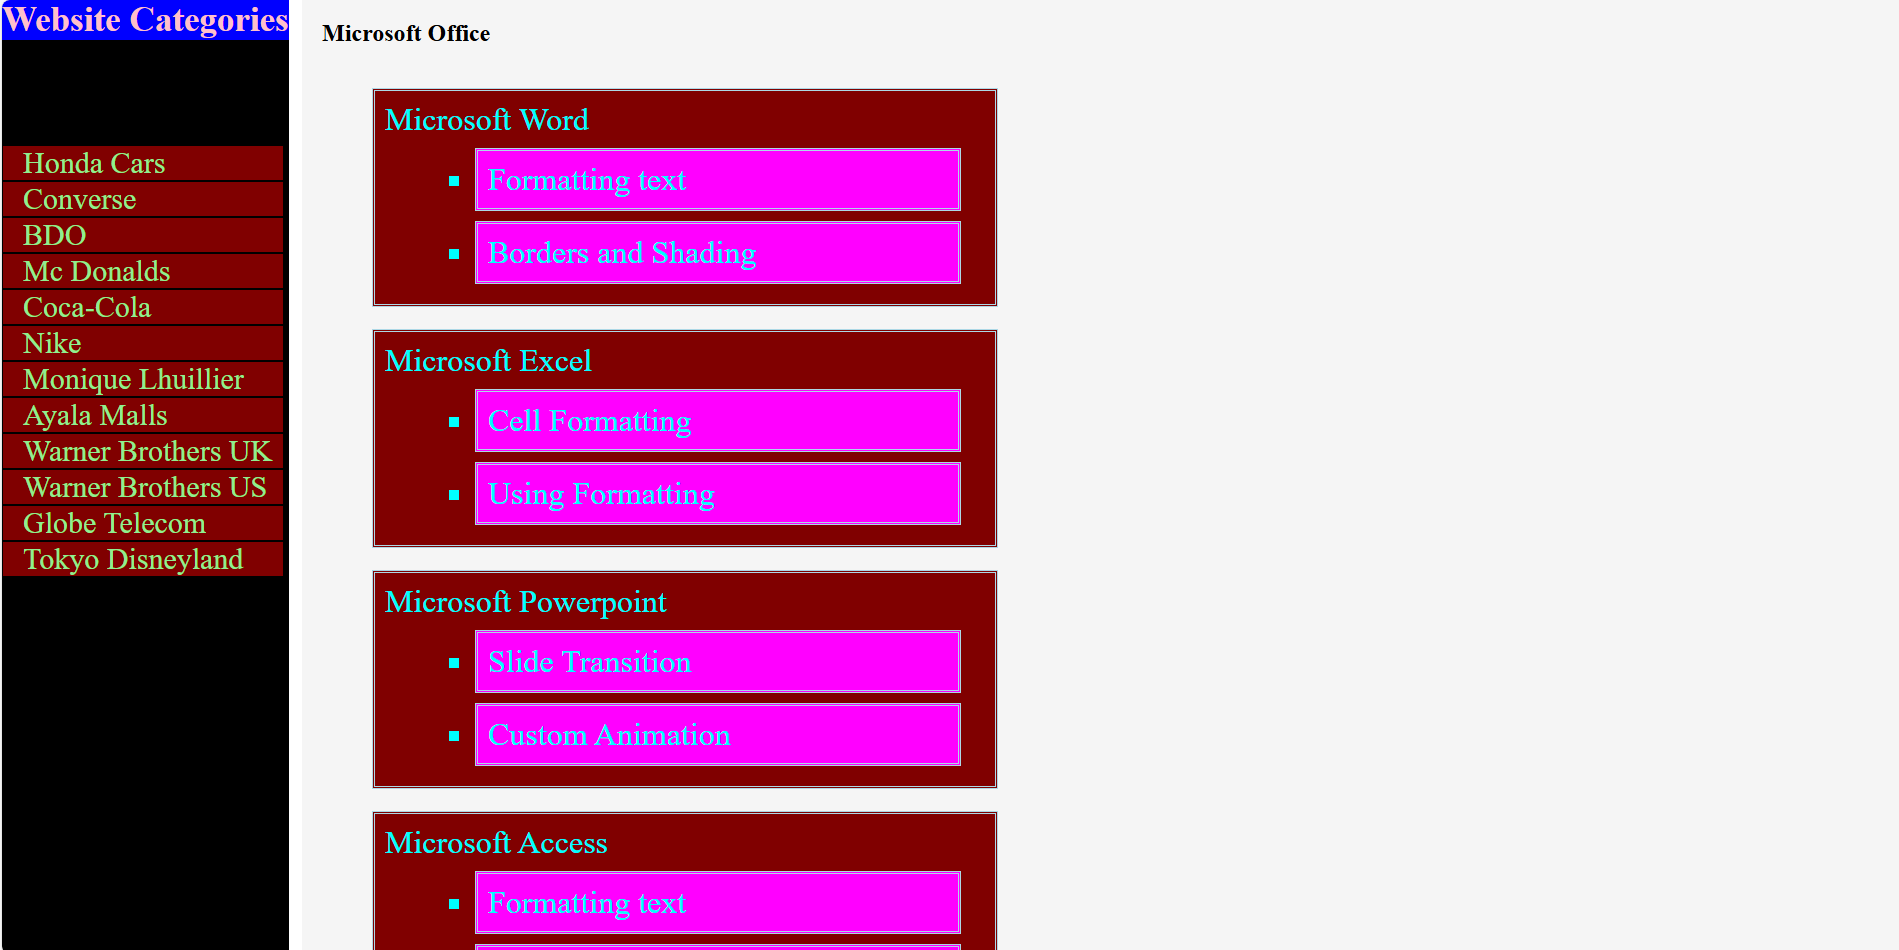 Website Categories
Honda Cars
Converse
BDO
Mc Donalds
Coca-Cola
Nike
Monique Lhuillier
Ayala Malls
Warner Brothers UK
Warner Brothers US
Globe Telecom
Tokyo Disneyland
Microsoft Office
Microsoft Word
Formatting text
Borders and Shading
Microsoft Excel
Cell Formatting
Using Formatting
Microsoft Powerpoint
Slide Transition
Custom Animation
Microsoft Access
Formatting text